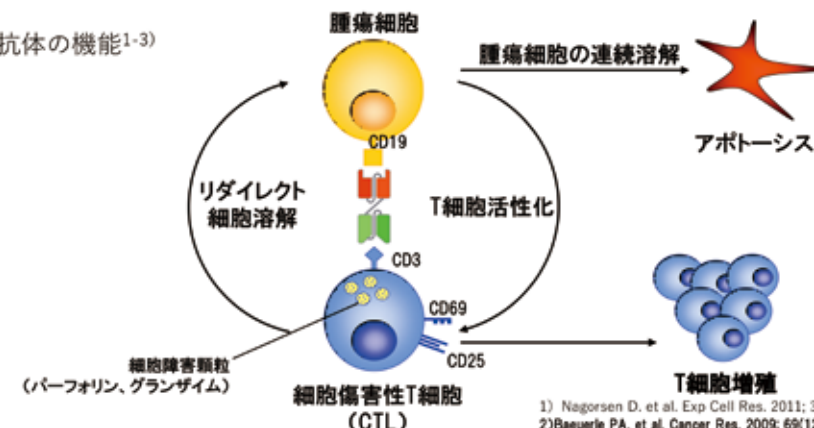 抗体の機能1-3)
腫瘍細胞
腫瘍細胞の連続溶解
アポトーシス
CD19
リダイレクト
細胞溶解
T細胞活性化
CD3
CD69
CD25
細胞障害顆粒
(パーフォリン、グランザイム)
細胞傷害性T細胞
(CTL)
T細胞増殖
1) Nagorsen D. et al. Exp Cell Res. 2011; 3
2)Baeuerle PA. et al. Cancer Res. 2009; 69(12